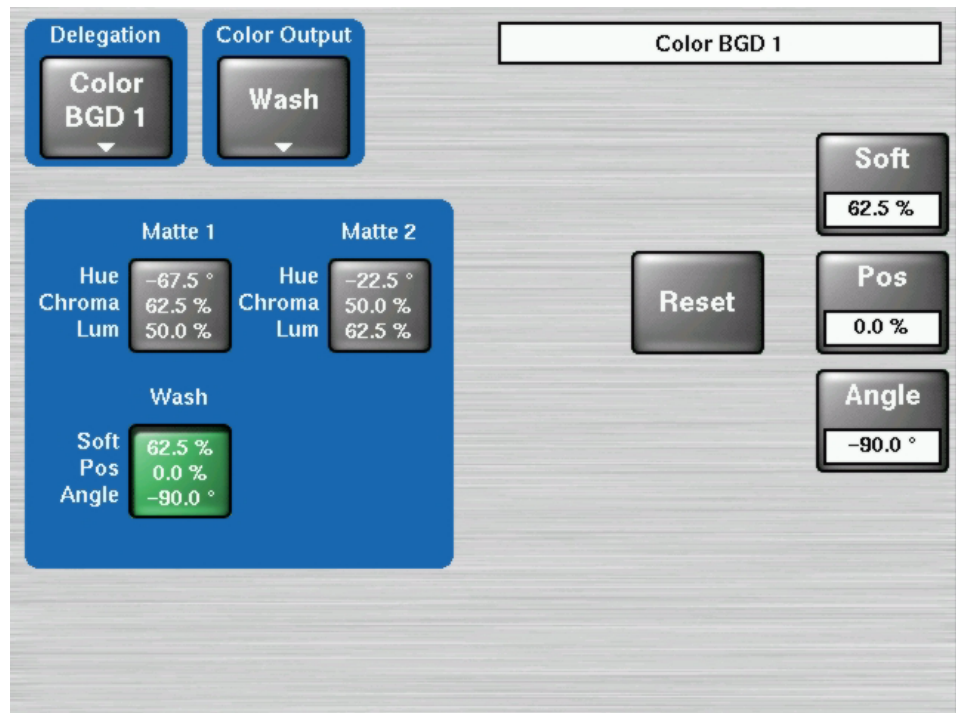 Delegation
Color Output
Color BGD 1
Color
BGD 1
Wash
Soft
62.5 %
Matte 1
Matte 2
Hue −67.5 ° Hue −22.5 °
Chroma 62.5 % Chroma 50.0 %
Lum 50.0 % Lum 62.5 %
Reset
Pos
0.0 %
Wash
Soft 62.5 %
Pos 0.0 %
Angle −90.0 °
Angle
−90.0 °